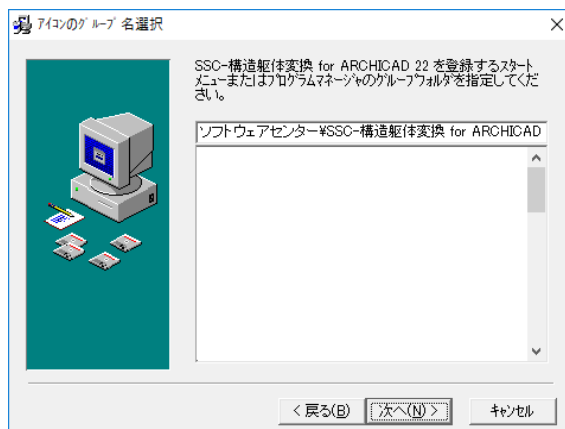 アイコンのグループ名選択
SSC-構造躯体変換 for ARCHICAD 22 を登録するスタート
メニューまたはプログラムマネージャのグループフォルダを指定してくだ
さい。
ソフトウェアセンター¥SSC-構造躯体変換 for ARCHICAD
< 戻る(B)
次へ(N) >
キャンセル